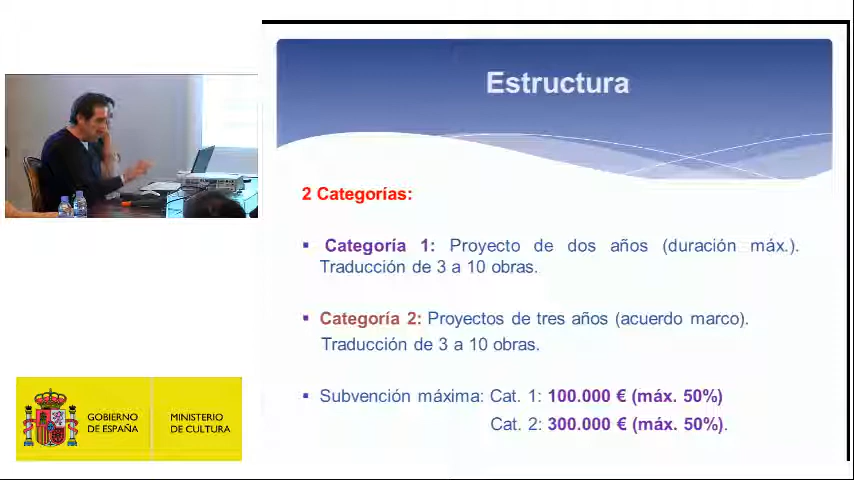 Estructura
2 Categorías:
▪ Categoría 1: Proyecto de dos años (duración máx.).
Traducción de 3 a 10 obras.
▪ Categoría 2: Proyectos de tres años (acuerdo marco).
Traducción de 3 a 10 obras.
▪ Subvención máxima: Cat. 1: 100.000 € (máx. 50%)
Cat. 2: 300.000 € (máx. 50%).
GOBIERNO
DE ESPAÑA
MINISTERIO
DE CULTURA